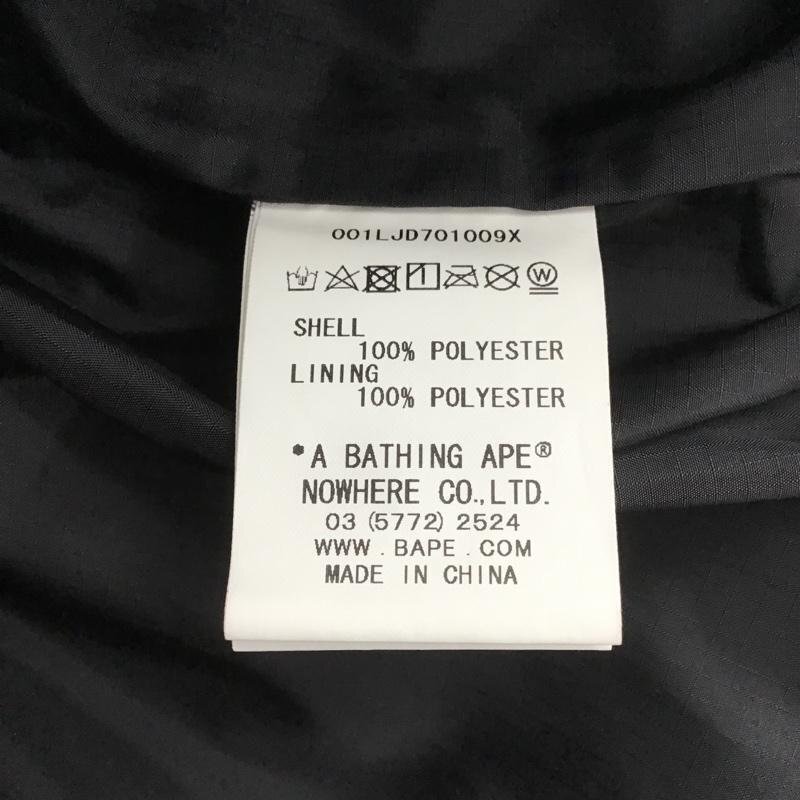 001LJD701009X
W
SHELL
100% POLYESTER
LINING
100% POLYESTER
*A BATHING APE®
NOWHERE CO.,LTD.
03 (5772) 2524
WWW.BAPE.COM
MADE IN CHINA